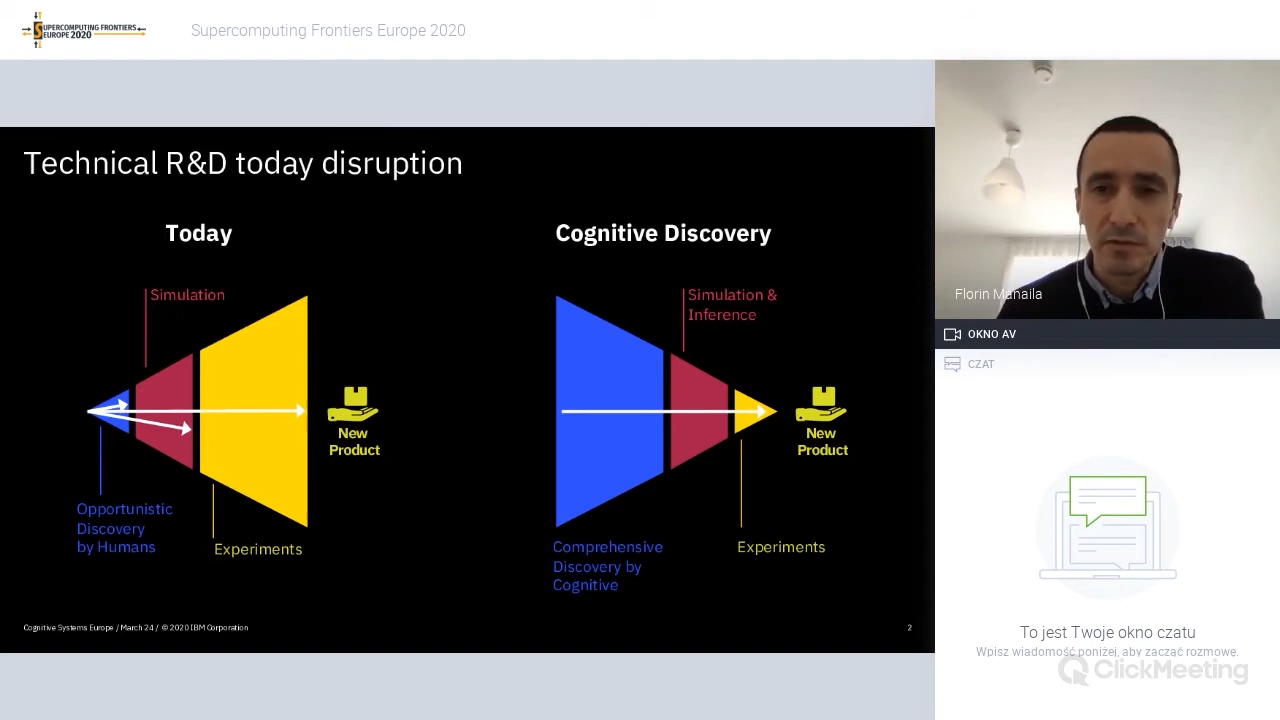 SUPERCOMPUTING FRONTIERS
EUROPE 2020
Supercomputing Frontiers Europe 2020
Technical R&D today disruption
Today
Simulation
New
Product
Opportunistic
Discovery
by Humans
Experiments
Cognitive Discovery
Simulation &
Inference
New
Product
Comprehensive
Discovery by
Cognitive
Experiments
Cognitive Systems Europe / March 24 / © 2020 IBM Corporation
2
Florin Manaila
OKNO AV
CZAT
To jest Twoje okno czatu
Wpisz wiadomość poniżej, aby zacząć rozmowę.
ClickMeeting